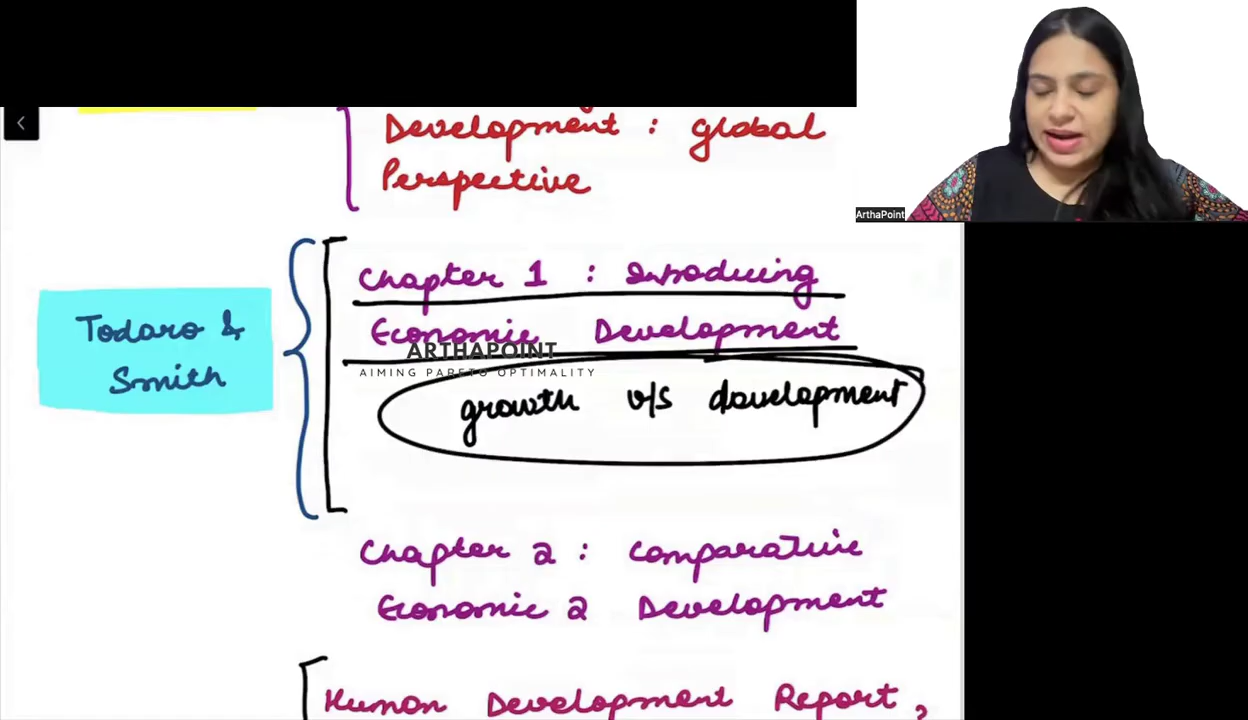 Development : global
Perspective
ArthaPoint
Chapter 1 : Introducing
Economic Development
ARTHAPOINT
AIMING PARETO OPTIMALITY
Todaro &
Smith
growth v/s development
Chapter 2 : Comparative
Economic 2 Development
Human Development Report,